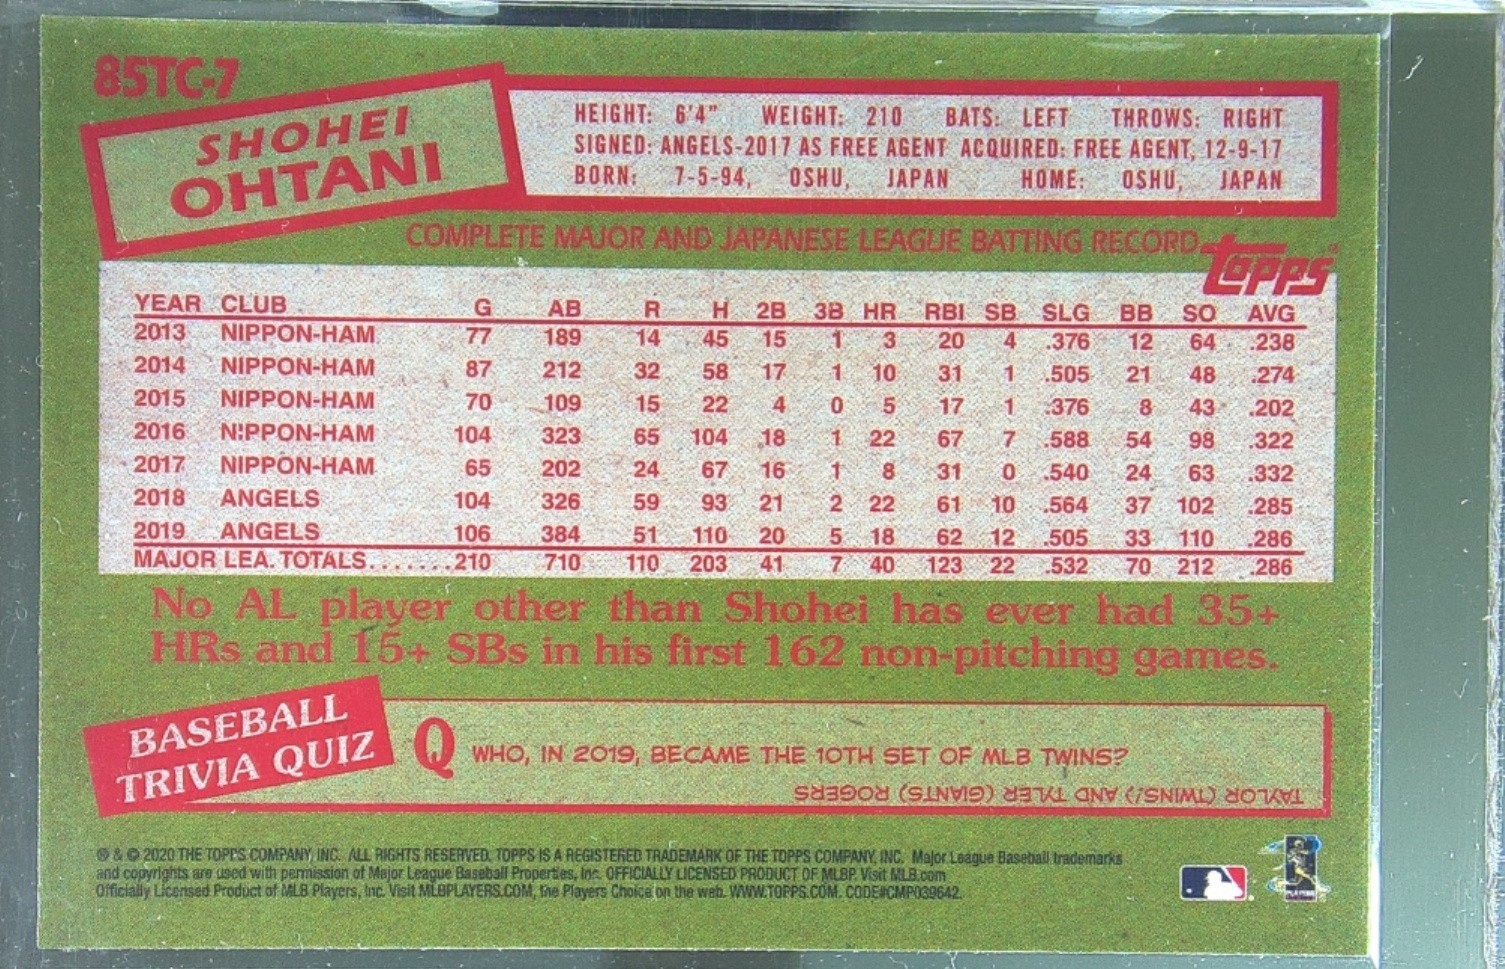 85TC-7
SHOHEI
OHTANI
HEIGHT: 6'4" WEIGHT: 210 BATS: LEFT THROWS: RIGHT
SIGNED: ANGELS-2017 AS FREE AGENT ACQUIRED: FREE AGENT, 12-9-17
BORN: 7-5-94, OSHU, JAPAN HOME: OSHU, JAPAN
COMPLETE MAJOR AND JAPANESE LEAGUE BATTING RECORD
Topps
YEAR CLUB G AB R H 2B 3B HR RBI SB SLG BB SO AVG
2013 NIPPON-HAM 77 189 14 45 15 1 3 20 4 .376 12 64 .238
2014 NIPPON-HAM 87 212 32 58 17 1 10 31 1 .505 21 48 .274
2015 NIPPON-HAM 70 109 15 22 4 0 5 17 1 .376 8 43 .202
2016 NIPPON-HAM 104 323 65 104 18 1 22 67 7 .588 54 98 .322
2017 NIPPON-HAM 65 202 24 67 16 1 8 31 0 .540 24 63 .332
2018 ANGELS 104 326 59 93 21 2 22 61 10 .564 37 102 .285
2019 ANGELS 106 384 51 110 20 5 18 62 12 .505 33 110 .286
MAJOR LEA. TOTALS.......210 710 110 203 41 7 40 123 22 .532 70 212 .286
No AL player other than Shohei has ever had 35+
HRs and 15+ SBs in his first 162 non-pitching games.
BASEBALL
TRIVIA QUIZ
Q WHO, IN 2019, BECAME THE 10TH SET OF MLB TWINS?
TAYLOR (TWINS!) AND TYLER (GIANTS) ROGERS
® & © 2020 THE TOPPS COMPANY, INC. ALL RIGHTS RESERVED. TOPPS IS A REGISTERED TRADEMARK OF THE TOPPS COMPANY, INC. Major League Baseball trademarks
and copyrights are used with permission of Major League Baseball Properties, Inc. OFFICIALLY LICENSED PRODUCT OF MLBP. Visit MLB.com
Officially Licensed Product of MLB Players, Inc. Visit MLBPLAYERS.COM, the Players Choice on the web. WWW.TOPPS.COM. CODE#CMP039642.